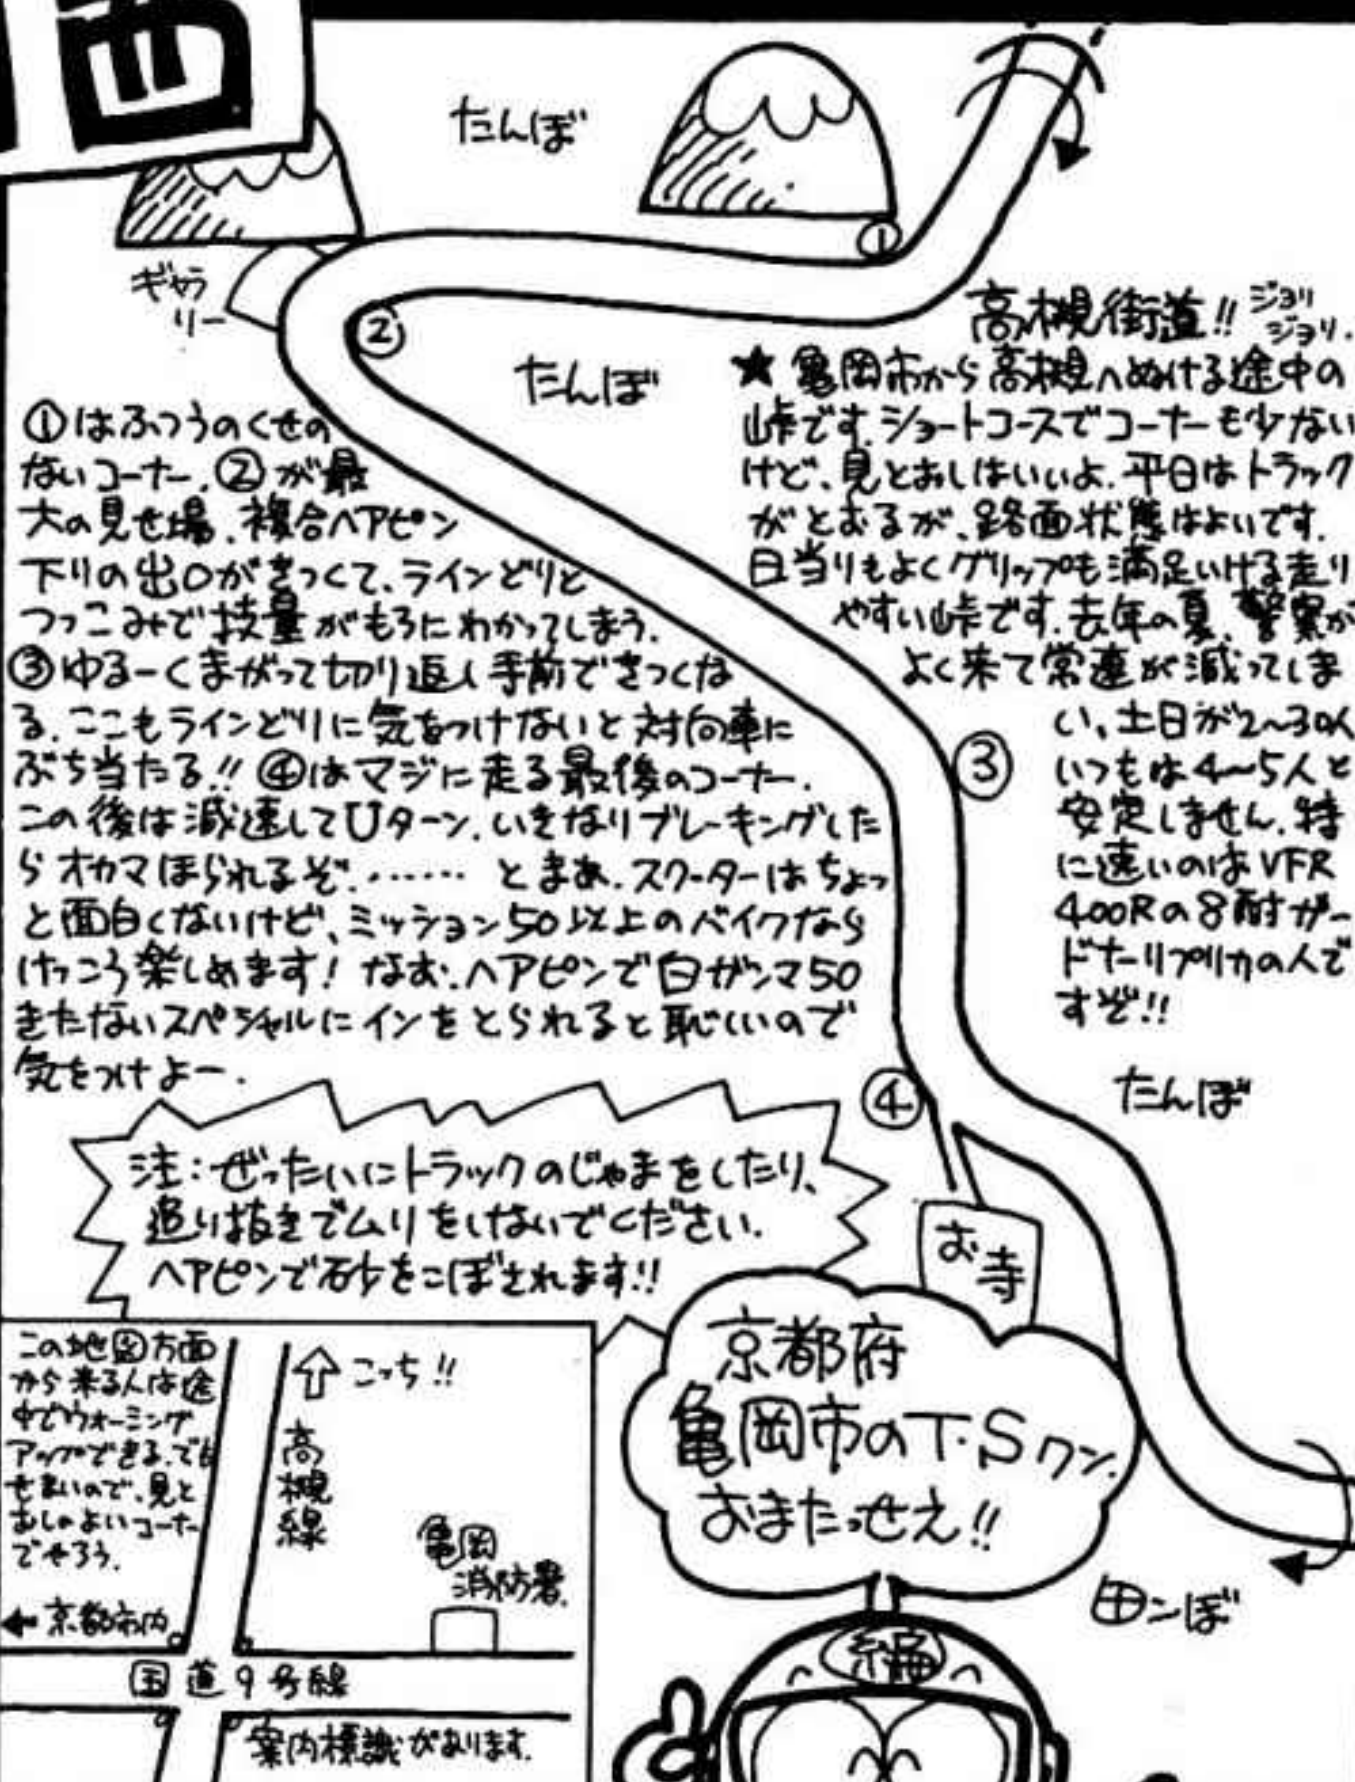 西
たんぼ
①
ギャラ
リー
②
たんぼ
高槻街道!! ジョリ
ジョリ.
★亀岡市から高槻へぬける途中の
峠です.ショートコースでコーナーも少ない
けど、見とおしはいいよ.平日はトラック
がとおるが、路面状態はよいです.
日当りもよくグリップも満足いける走り
やすい峠です.去年の夏、警察が
よく来て常連が減ってしま
い、土日が2〜30人
いつもは4〜5人と
安定しません.特
に速いのはVFR
400Rの8耐ガー
ドナーリプリカの人で
すぞ!!
①はふつうのくせの
ないコーナー.②が最
大の見せ場、複合ヘアピン
下りの出口がきつくて、ラインどりと
つっこみで技量がもろにわかってしまう.
③ゆるーくまがって切り返し手前できつくな
る.ここもラインどりに気をつけないと対向車に
ぶち当たる!!④はマジに走る最後のコーナー.
この後は減速してUターン.いきなりブレーキングした
らオカマほられるぞ.……とまあ.スクーターはちょっ
と面白くないけど、ミッション50以上のバイクなら
けっこう楽しめます!なお、ヘアピンで白ガンマ50
きたないスペシャルにインをとられると恥しいので
気をつけよー.
③
④
たんぼ
注:ぜったいにトラックのじゃまをしたり、
追い抜きでムリをしないでください.
ヘアピンで石少をこぼされます!!
お寺
京都府
亀岡市のT.Sクン.
おまたっせえ!!
田ンぼ
編
この地図方面
から来る人は途
中でウォーミング
アップできる.でも
せまいので、見と
おしのよいコーナー
でやろう.
こっち!!
高槻線
亀岡
消防署.
←京都市内
国道9号線
案内標識があります.